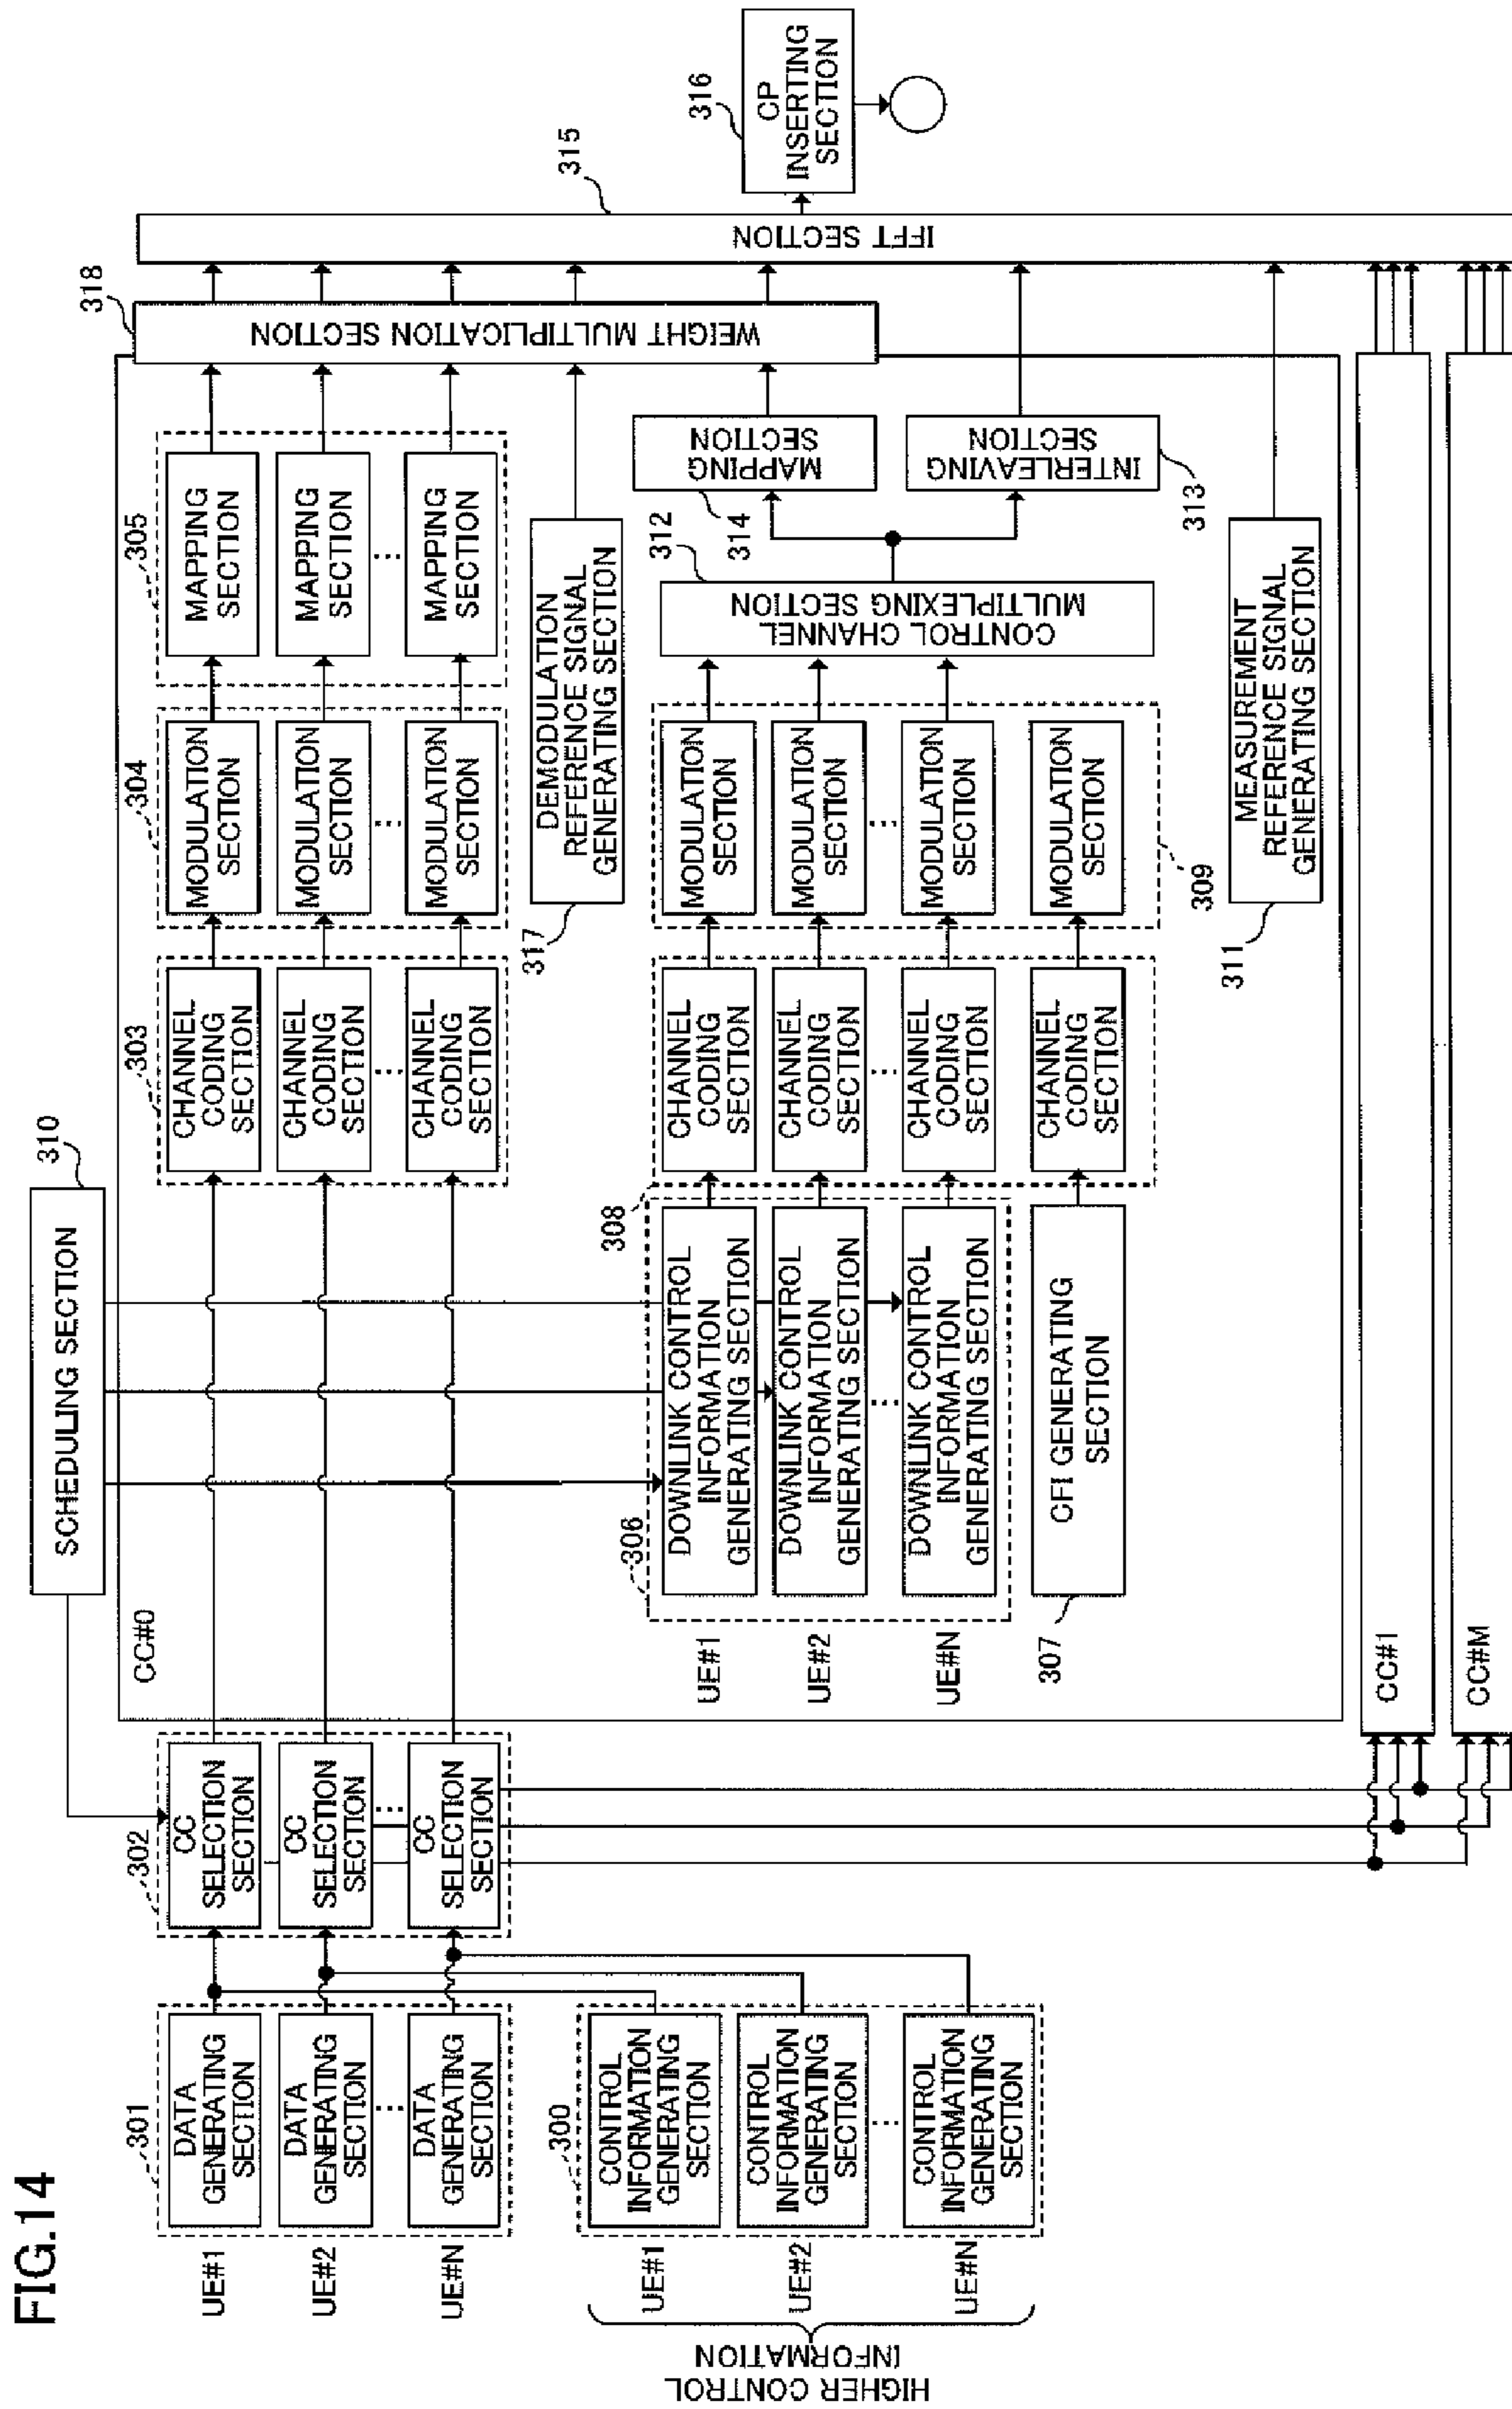 FIG.14
HIGHER CONTROL
INFORMATION
UE#1
UE#2
UE#N
301
DATA
GENERATING
SECTION
DATA
GENERATING
SECTION
...
DATA
GENERATING
SECTION
UE#1
UE#2
UE#N
300
CONTROL
INFORMATION
GENERATING
SECTION
CONTROL
INFORMATION
GENERATING
SECTION
...
CONTROL
INFORMATION
GENERATING
SECTION
302
CC
SELECTION
SECTION
CC
SELECTION
SECTION
...
CC
SELECTION
SECTION
SCHEDULING SECTION
310
CC#0
303
CHANNEL
CODING
SECTION
CHANNEL
CODING
SECTION
...
CHANNEL
CODING
SECTION
304
MODULATION
SECTION
MODULATION
SECTION
...
MODULATION
SECTION
305
MAPPING
SECTION
MAPPING
SECTION
...
MAPPING
SECTION
317
DEMODULATION
REFERENCE SIGNAL
GENERATING SECTION
UE#1
UE#2
UE#N
306
DOWNLINK CONTROL
INFORMATION
GENERATING SECTION
DOWNLINK CONTROL
INFORMATION
GENERATING SECTION
...
DOWNLINK CONTROL
INFORMATION
GENERATING SECTION
307
CFI GENERATING
SECTION
308
CHANNEL
CODING
SECTION
CHANNEL
CODING
SECTION
...
CHANNEL
CODING
SECTION
CHANNEL
CODING
SECTION
309
MODULATION
SECTION
MODULATION
SECTION
...
MODULATION
SECTION
MODULATION
SECTION
312
CONTROL CHANNEL
MULTIPLEXING SECTION
314
MAPPING
SECTION
313
INTERLEAVING
SECTION
311
MEASUREMENT
REFERENCE SIGNAL
GENERATING SECTION
318
WEIGHT MULTIPLICATION SECTION
315
IFFT SECTION
316
CP
INSERTING
SECTION
CC#1
CC#M